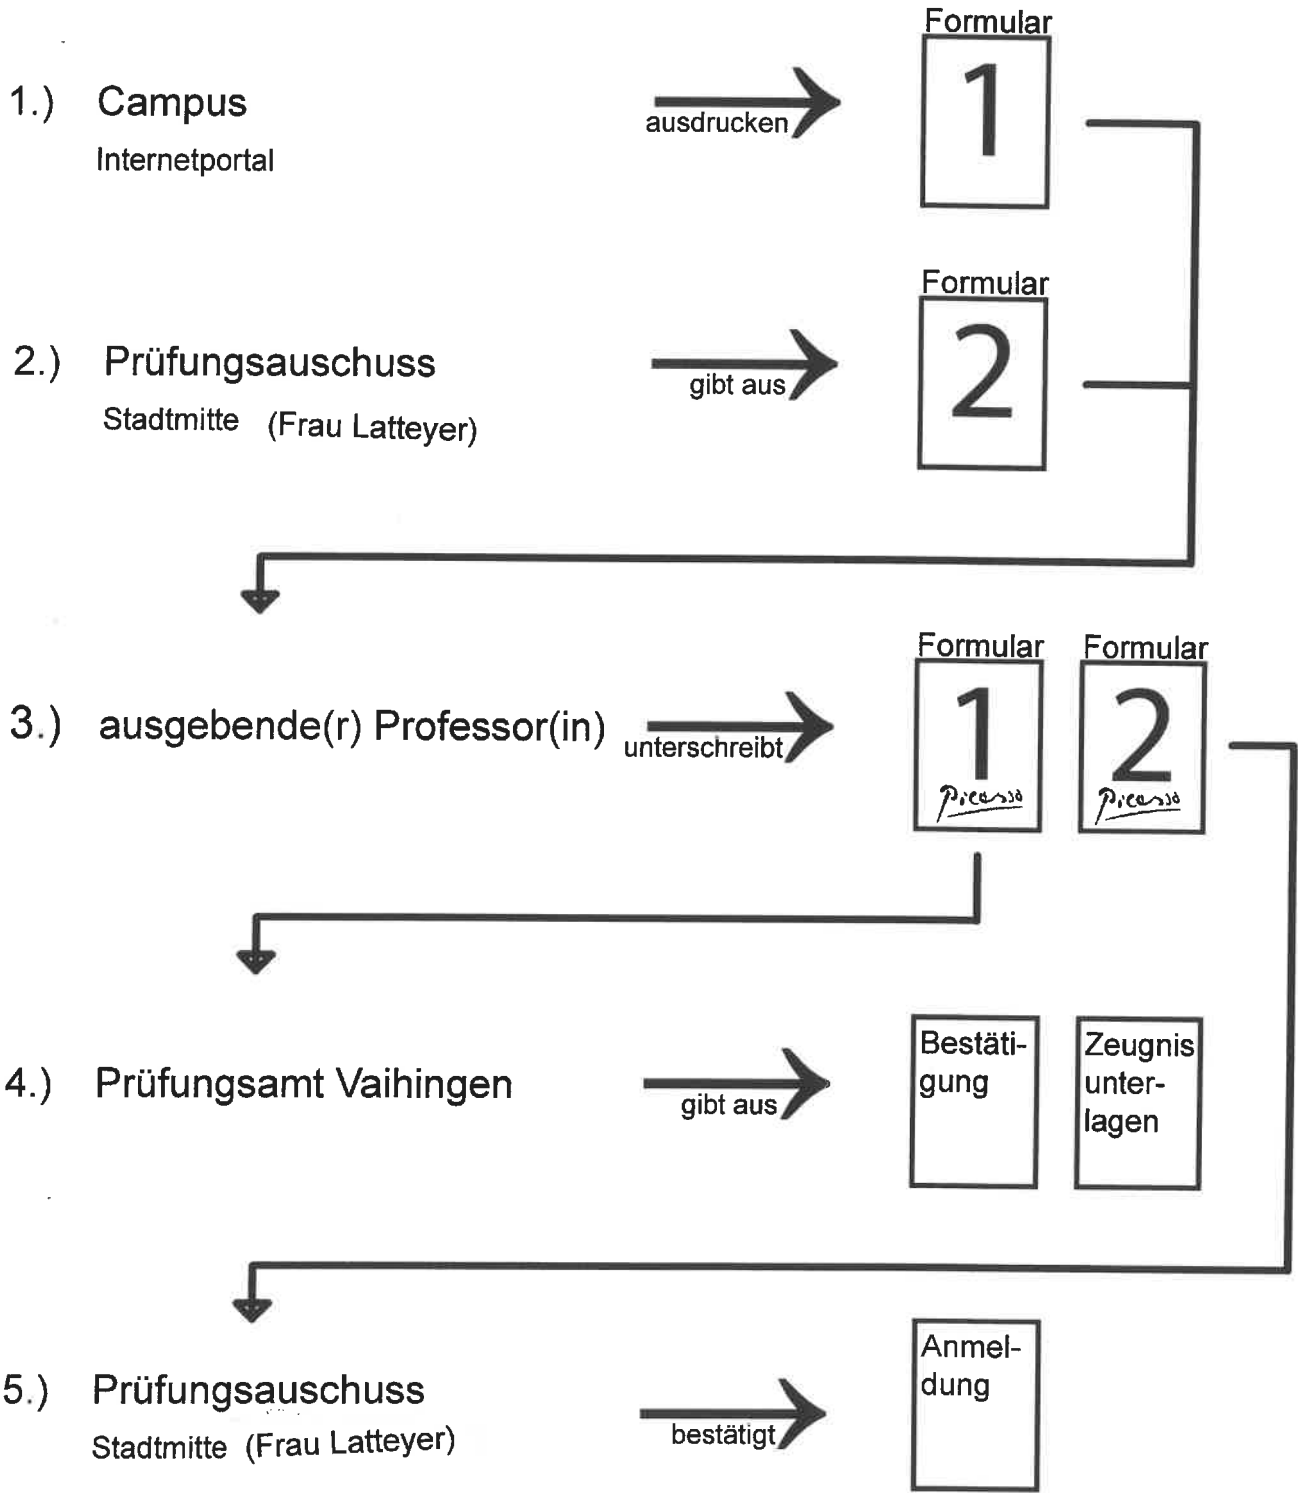 Formular
1.) Campus
ausdrucken
1
Internetportal
Formular
2.) Prüfungsauschuss
gibt aus
2
Stadtmitte (Frau Latteyer)
Formular Formular
3.) ausgebende(r) Professor(in)
unterschreibt
1 2
Picasso Picasso
4.) Prüfungsamt Vaihingen
gibt aus
Bestäti-
gung
Zeugnis
unter-
lagen
5.) Prüfungsauschuss
bestätigt
Anmel-
dung
Stadtmitte (Frau Latteyer)